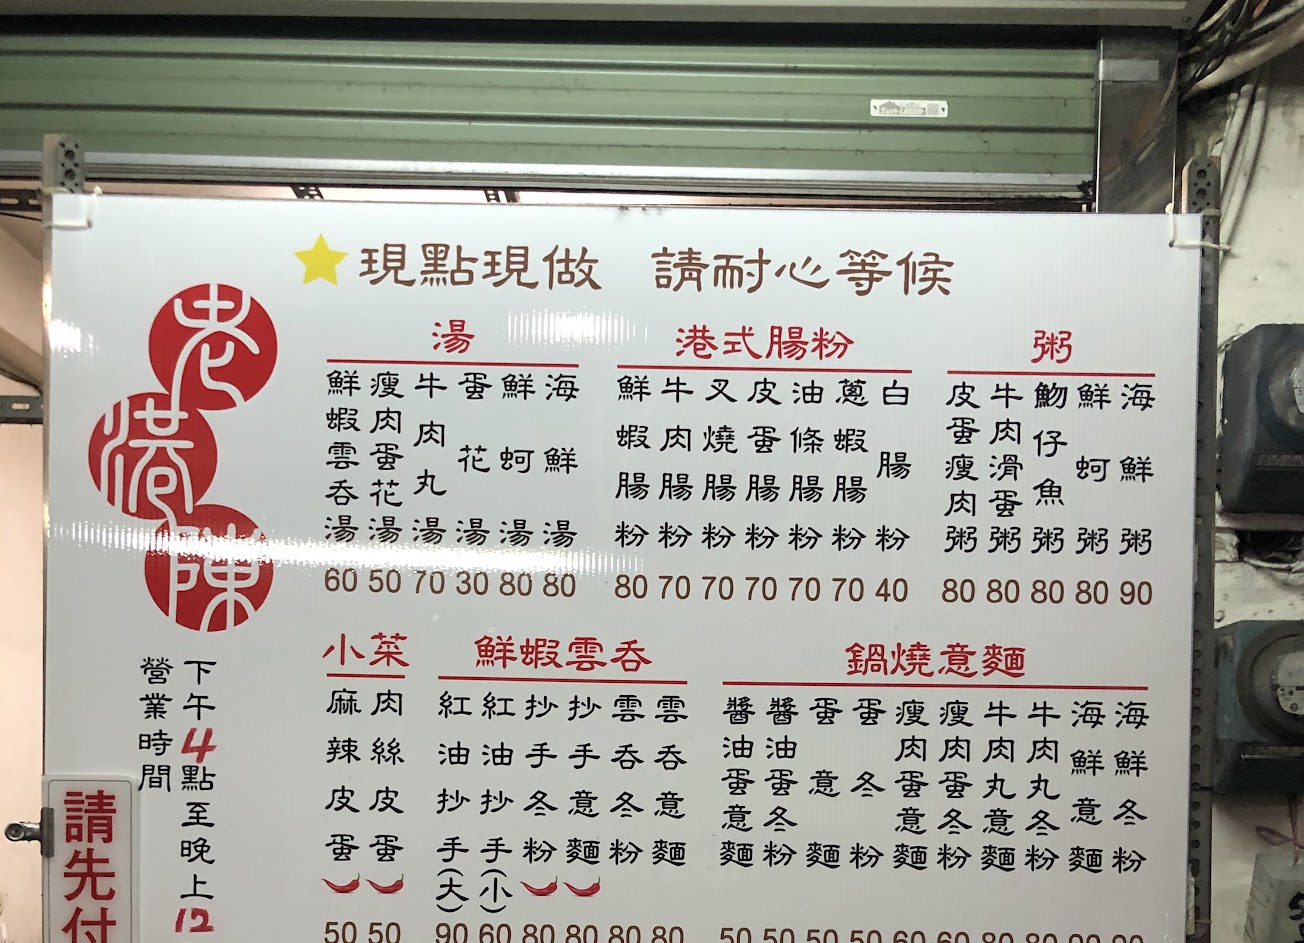 現點現做 請耐心等候
老港陳
營業時間
下午4點至晚上12
請先付
湯
鮮蝦雲吞湯 60
瘦肉蛋花湯 50
牛肉丸湯 70
蛋花湯 30
鮮蚵湯 80
海鮮湯 80
港式腸粉
鮮蝦腸粉 80
牛肉腸粉 70
叉燒腸粉 70
皮蛋腸粉 70
油條腸粉 70
蔥蝦腸粉 70
白腸粉 40
粥
皮蛋瘦肉粥 80
牛肉滑蛋粥 80
魩仔魚粥 80
鮮蚵粥 80
海鮮粥 90
小菜
麻辣皮蛋 50
肉絲皮蛋 50
鮮蝦雲吞
紅油抄手(大) 90
紅油抄手(小) 60
抄手冬粉 80
抄手意麵 80
雲吞冬粉 80
雲吞意麵 80
鍋燒意麵
醬油蛋意麵 50
醬油蛋冬粉 50
蛋意麵 50
蛋冬粉 50
瘦肉蛋意麵 60
瘦肉蛋冬粉 60
牛肉丸意麵 80
牛肉丸冬粉 80
海鮮意麵 90
海鮮冬粉 90